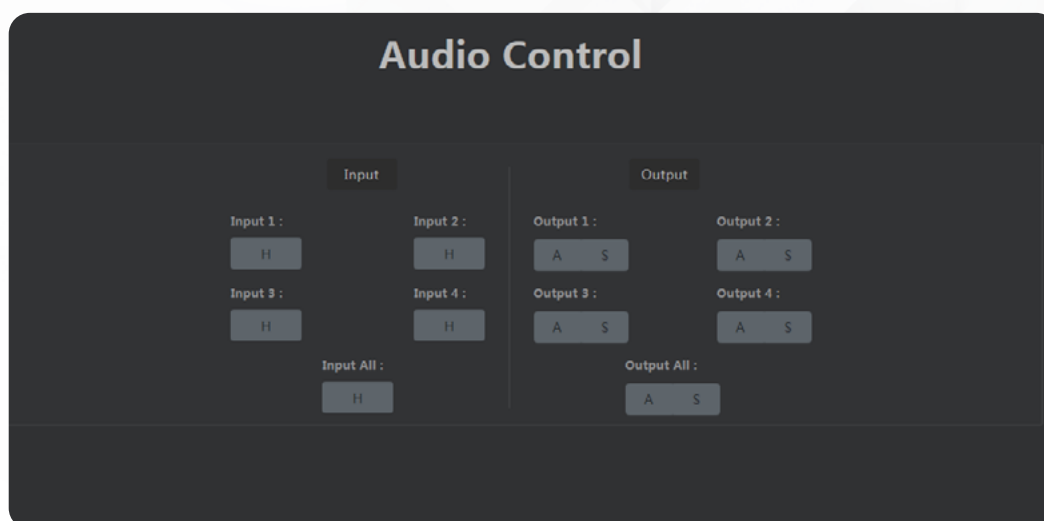 Audio Control
Input
Output
Input 1 :
Input 2 :
Output 1 :
Output 2 :
H
H
A S
A S
Input 3 :
Input 4 :
Output 3 :
Output 4 :
H
H
A S
A S
Input All :
Output All :
H
A S